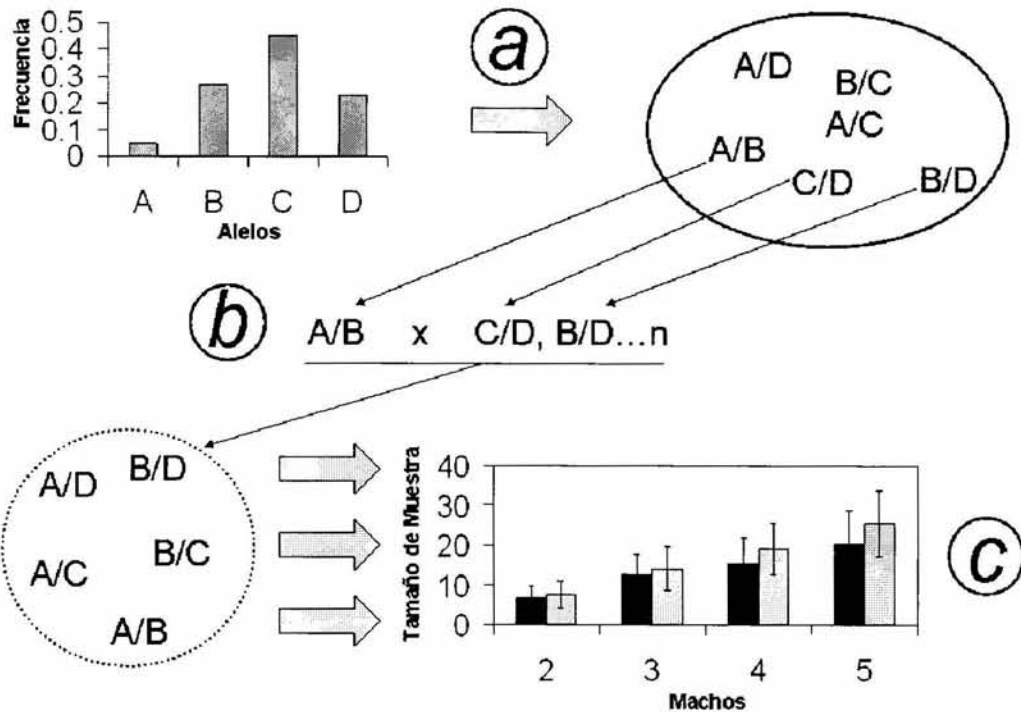 Frecuencia
0.5
0.4
0.3
0.2
0.1
0
A B C D
Alelos
a
A/D
B/C
A/C
A/B
C/D
B/D
b
A/B x C/D, B/D...n
A/D
B/D
A/C
B/C
A/B
Tamaño de Muestra
40
30
20
10
0
2 3 4 5
Machos
c